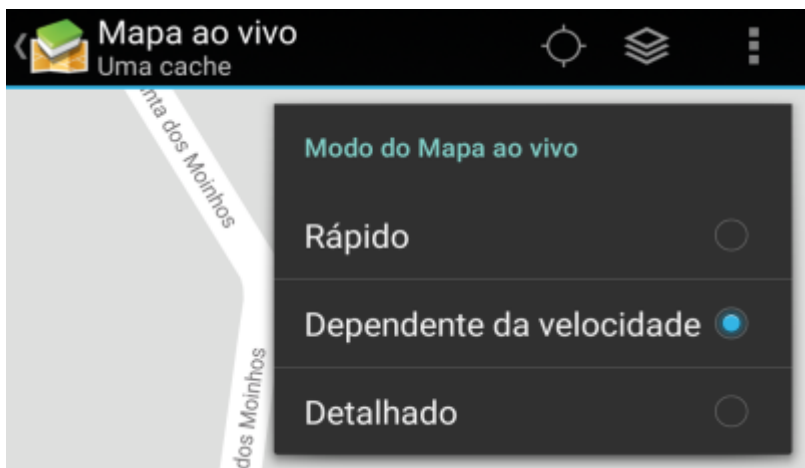 Mapa ao vivo
Uma cache
nta dos Moinhos
Modo do Mapa ao vivo
Rápido
Dependente da velocidade
Detalhado
dos Moinhos